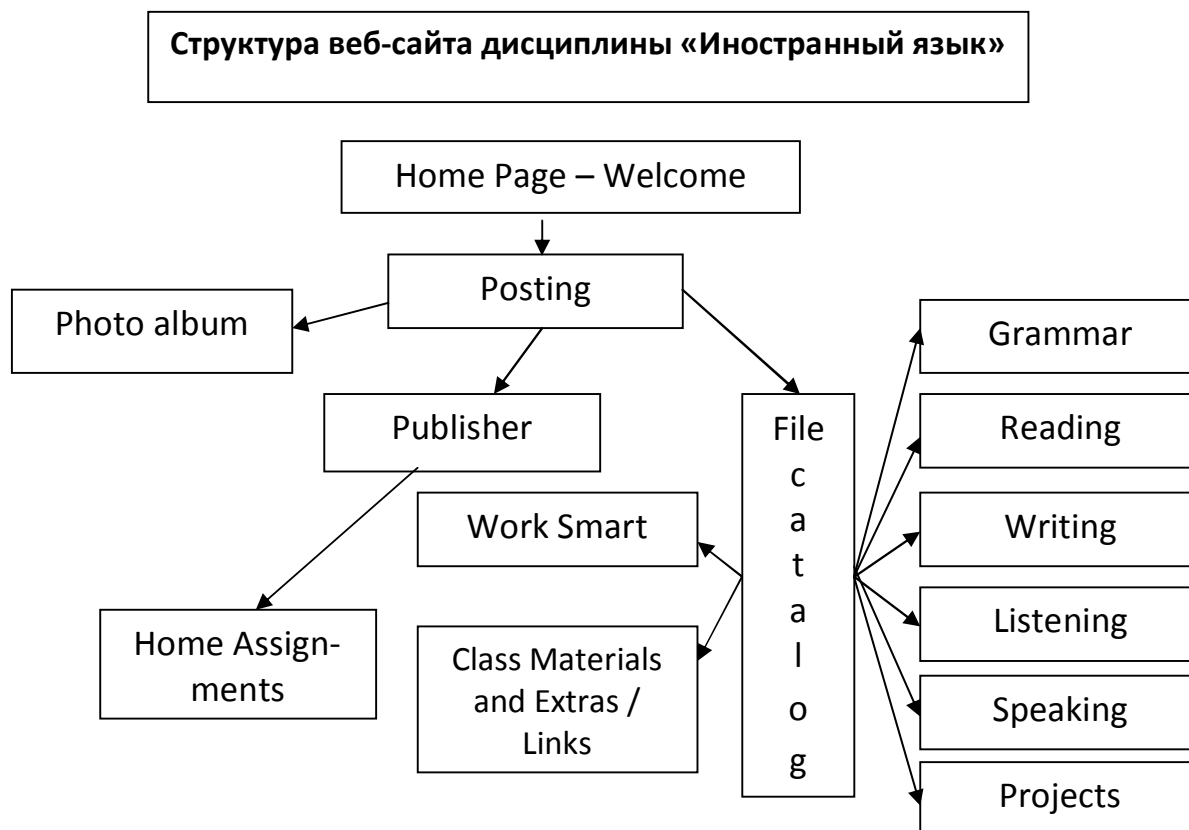 Структура веб-сайта дисциплины «Иностранный язык»
Home Page – Welcome
Posting
Photo album
Publisher
File
c
a
t
a
l
o
g
Work Smart
Home Assign-
ments
Class Materials
and Extras /
Links
Grammar
Reading
Writing
Listening
Speaking
Projects